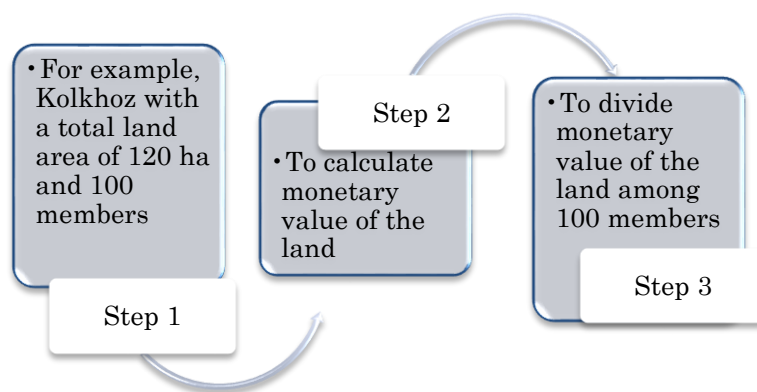 • For example,
Kolkhoz with
a total land
area of 120 ha
and 100
members
Step 1
Step 2
• To calculate
monetary
value of the
land
• To divide
monetary
value of the
land among
100 members
Step 3